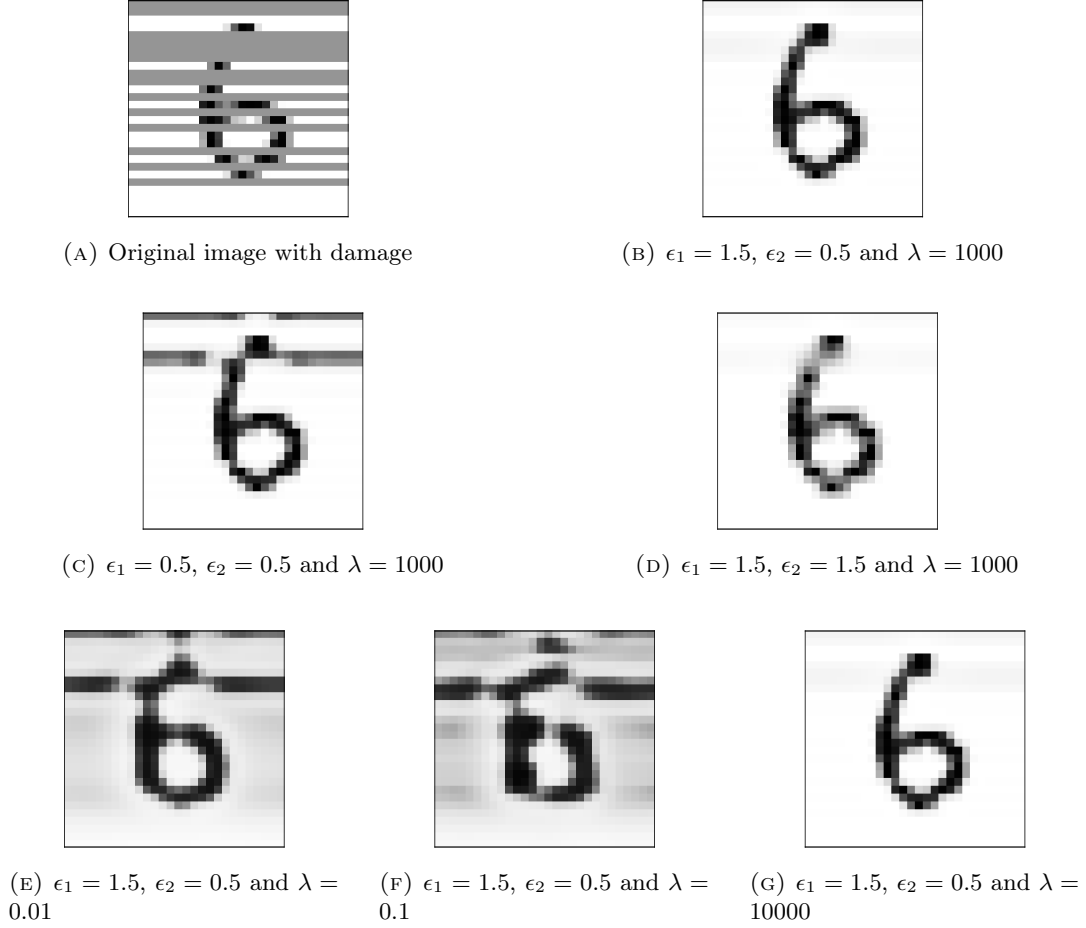 (A) Original image with damage
(B) ϵ₁ = 1.5, ϵ₂ = 0.5 and λ = 1000
(C) ϵ₁ = 0.5, ϵ₂ = 0.5 and λ = 1000
(D) ϵ₁ = 1.5, ϵ₂ = 1.5 and λ = 1000
(E) ϵ₁ = 1.5, ϵ₂ = 0.5 and λ =
0.01
(F) ϵ₁ = 1.5, ϵ₂ = 0.5 and λ =
0.1
(G) ϵ₁ = 1.5, ϵ₂ = 0.5 and λ =
10000